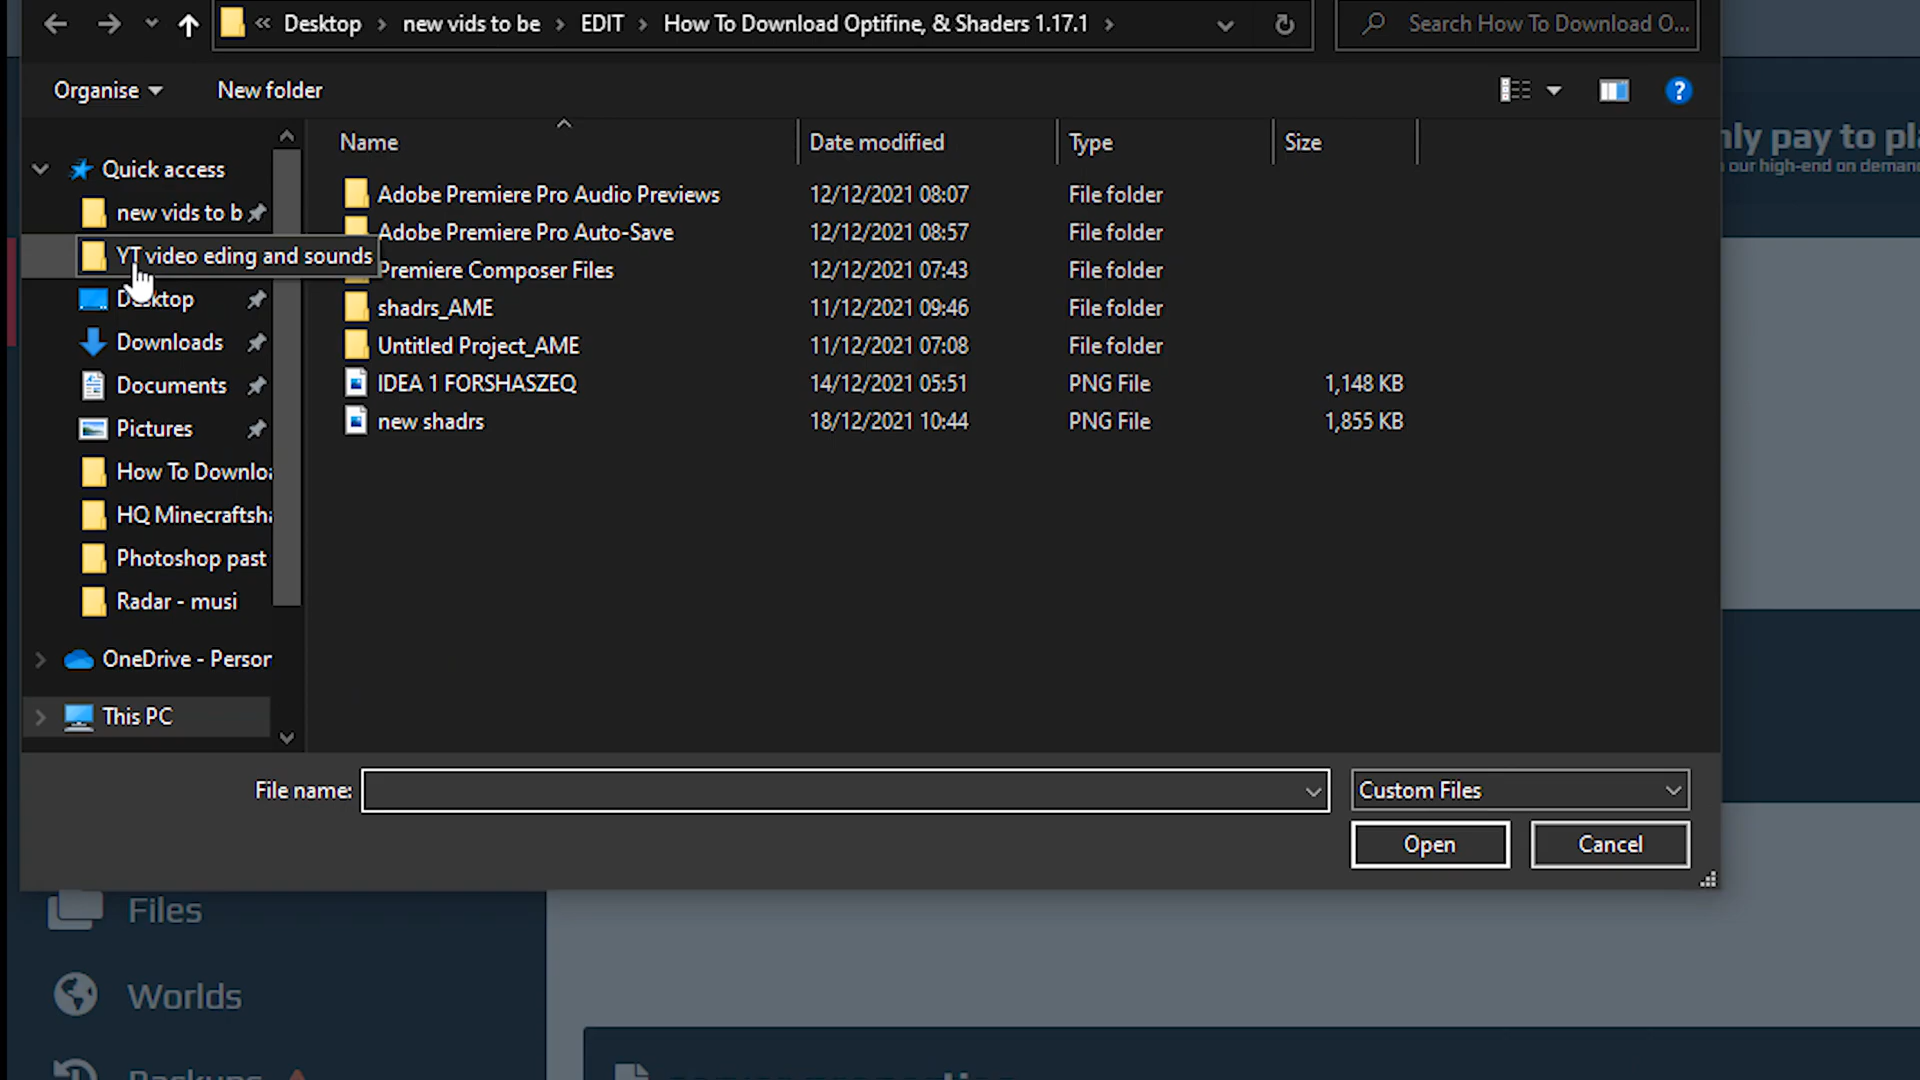 « Desktop > new vids to be > EDIT > How To Download Optifine, & Shaders 1.17.1 >
Search How To Download O...
Organise
New folder
?
Name
Date modified
Type
Size
Quick access
new vids to b
YT video eding and sounds
Desktop
Downloads
Documents
Pictures
How To Downloa
HQ Minecraftsha
Photoshop past
Radar - musi
OneDrive - Person
This PC
Adobe Premiere Pro Audio Previews 12/12/2021 08:07 File folder
Adobe Premiere Pro Auto-Save 12/12/2021 08:57 File folder
Premiere Composer Files 12/12/2021 07:43 File folder
shadrs_AME 11/12/2021 09:46 File folder
Untitled Project_AME 11/12/2021 07:08 File folder
IDEA 1 FORSHASZEQ 14/12/2021 05:51 PNG File 1,148 KB
new shadrs 18/12/2021 10:44 PNG File 1,855 KB
File name:
Custom Files
Open
Cancel
nly pay to pla
our high-end on demand
Files
Worlds